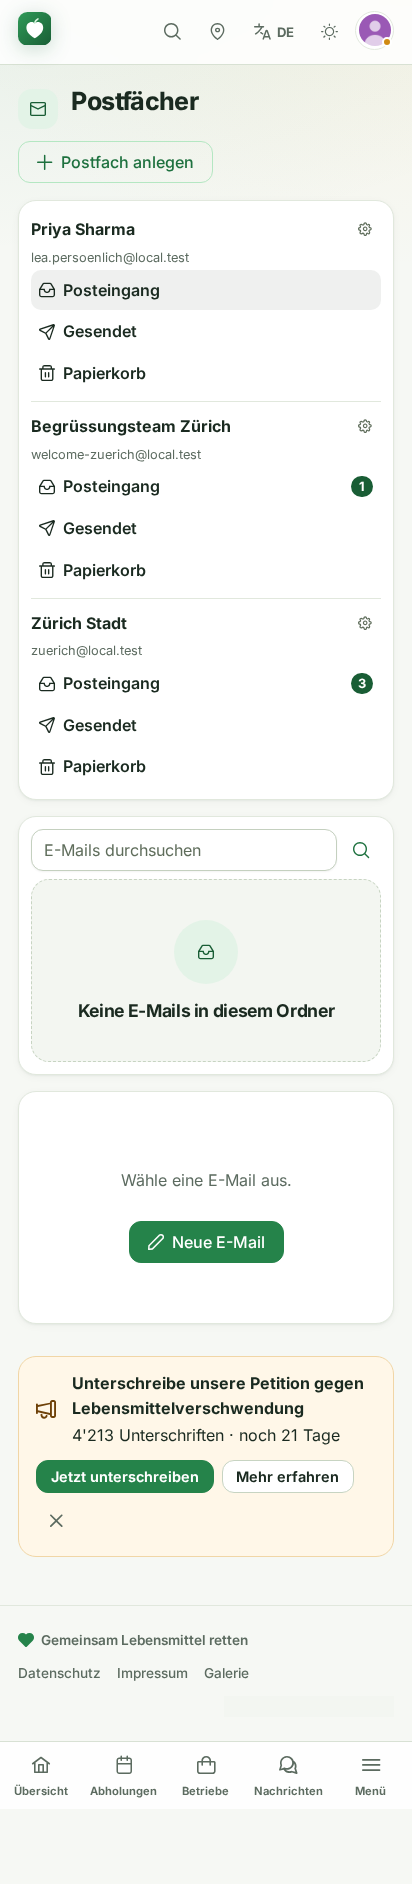 DE
Postfächer
Postfach anlegen
Priya Sharma
lea.persoenlich@local.test
Posteingang
Gesendet
Papierkorb
Begrüssungsteam Zürich
welcome-zuerich@local.test
Posteingang 1
Gesendet
Papierkorb
Zürich Stadt
zuerich@local.test
Posteingang 3
Gesendet
Papierkorb
E-Mails durchsuchen
Keine E-Mails in diesem Ordner
Wähle eine E-Mail aus.
Neue E-Mail
Unterschreibe unsere Petition gegen
Lebensmittelverschwendung
4'213 Unterschriften · noch 21 Tage
Jetzt unterschreiben Mehr erfahren
Gemeinsam Lebensmittel retten
Datenschutz Impressum Galerie
Übersicht Abholungen Betriebe Nachrichten Menü